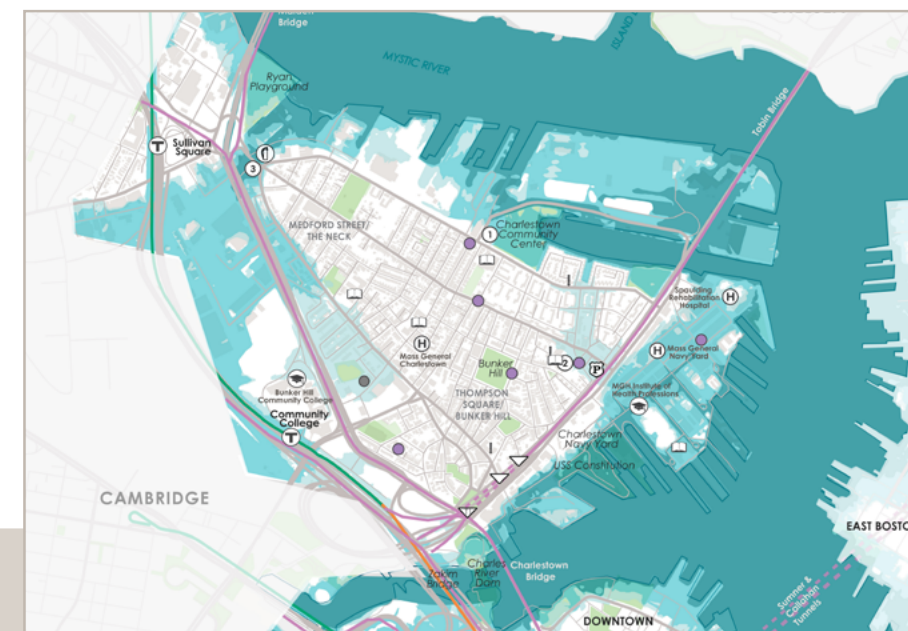 Bridge
MYSTIC RIVER
Ryan
Playground
Tobin Bridge
T
Sullivan
Square
3
MEDFORD STREET/
THE NECK
1
Charlestown
Community
Center
Spaulding
Rehabilitation
Hospital
H
H
Mass General
Charlestown
H
Mass General
Navy Yard
Bunker
Hill
2
P
MGH Institute of
Health Professions
Bunker Hill
Community College
THOMPSON
SQUARE/
BUNKER HILL
Community
College
T
Charlestown
Navy Yard
USS Constitution
CAMBRIDGE
EAST BOSTO
Zakim
Bridge
Charles
River
Dam
Charlestown
Bridge
Sumner &
Callahan
Tunnels
DOWNTOWN